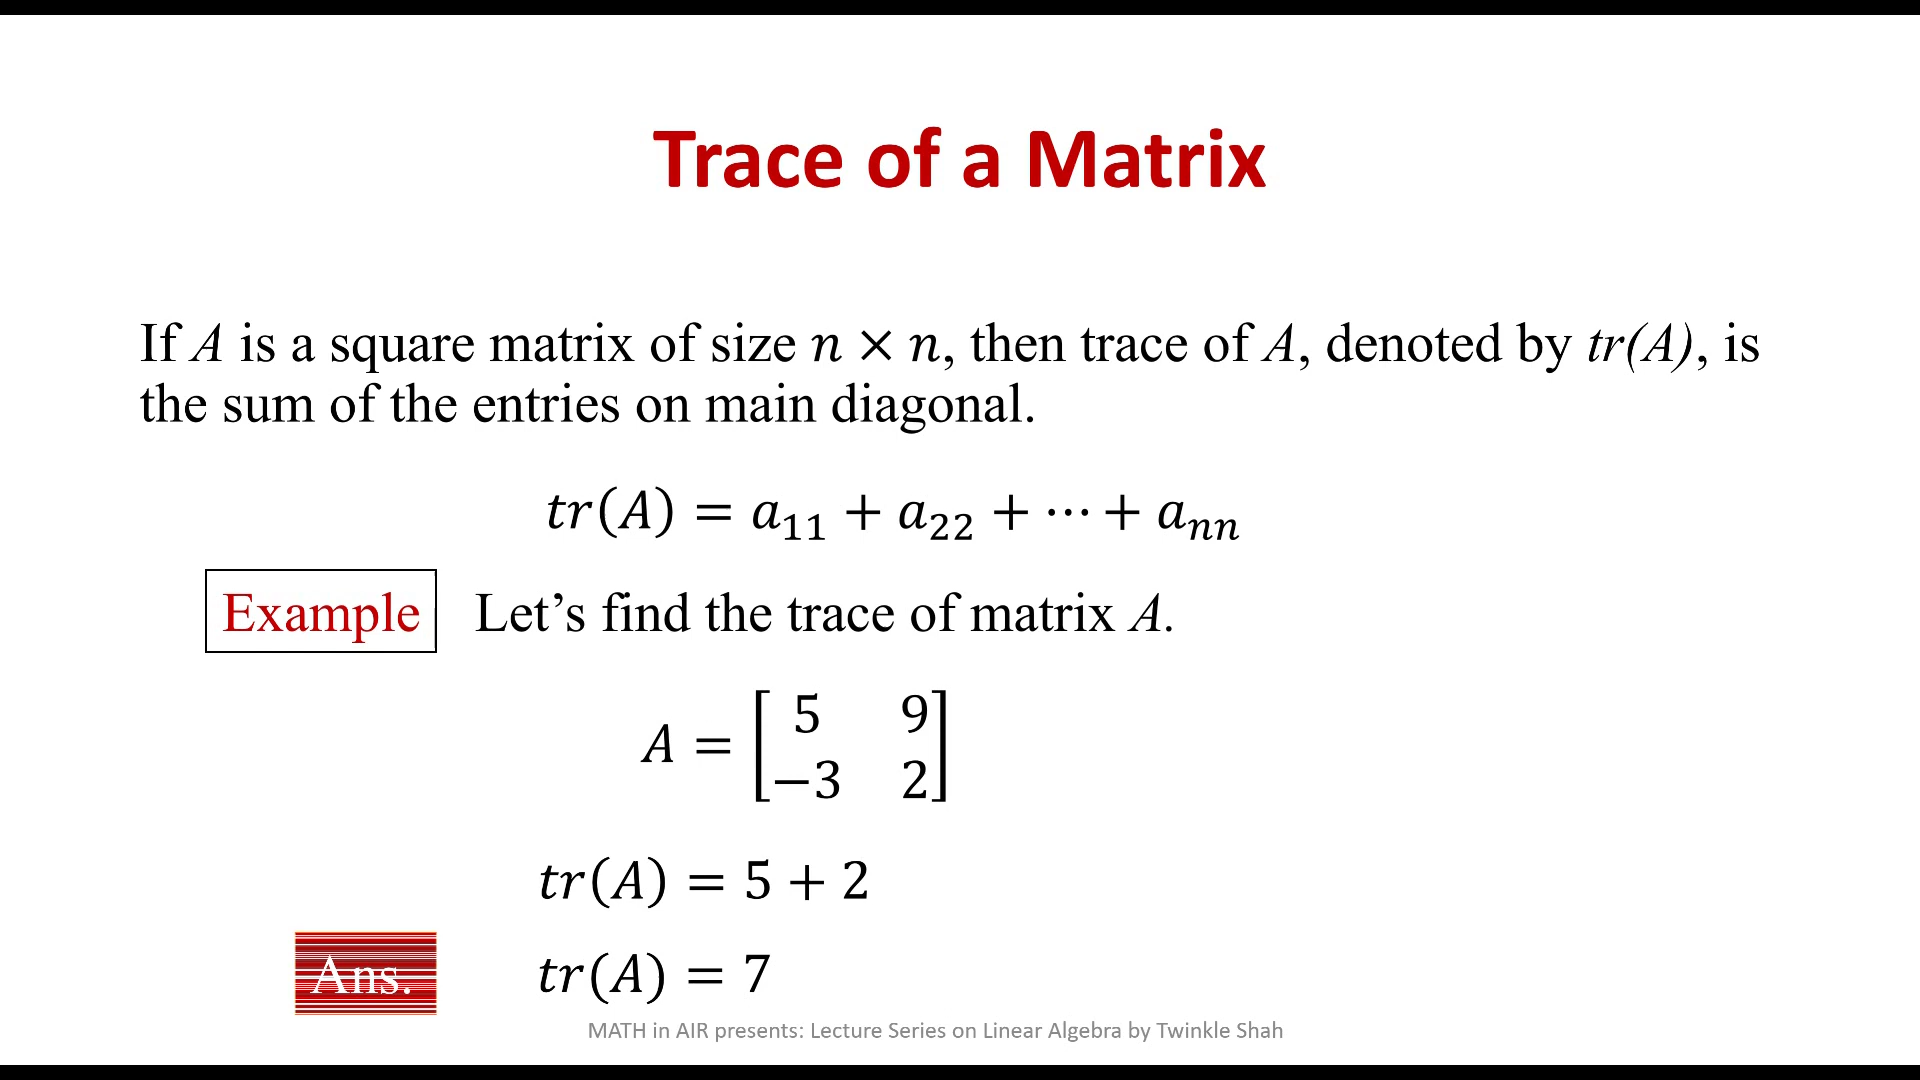 Trace of a Matrix
If A is a square matrix of size n × n, then trace of A, denoted by tr(A), is
the sum of the entries on main diagonal.
tr(A) = a₁₁ + a₂₂ + ⋯ + aₙₙ
Example Let’s find the trace of matrix A.
A = [5 9
−3 2]
tr(A) = 5 + 2
Ans. tr(A) = 7
MATH in AIR presents: Lecture Series on Linear Algebra by Twinkle Shah